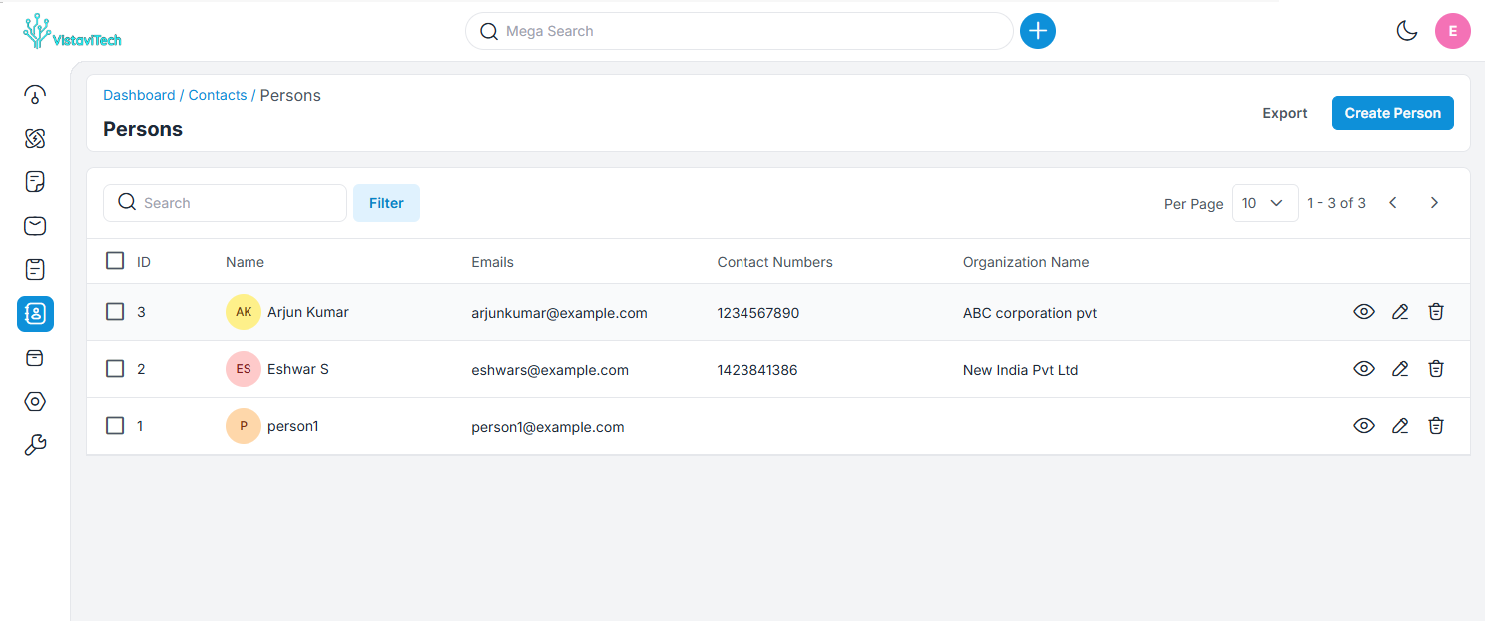 VistaviTech
Mega Search
E
Dashboard / Contacts / Persons
Persons
Export
Create Person
Search
Filter
Per Page 10 1 - 3 of 3
ID Name Emails Contact Numbers Organization Name
3 AK Arjun Kumar arjunkumar@example.com 1234567890 ABC corporation pvt
2 ES Eshwar S eshwars@example.com 1423841386 New India Pvt Ltd
1 P person1 person1@example.com